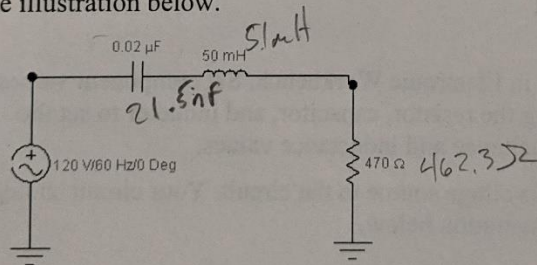 e illustration below.
0.02 µF
50 mH
51mH
21.5nf
120 V/60 Hz/0 Deg
470 Ω
462.3Ω